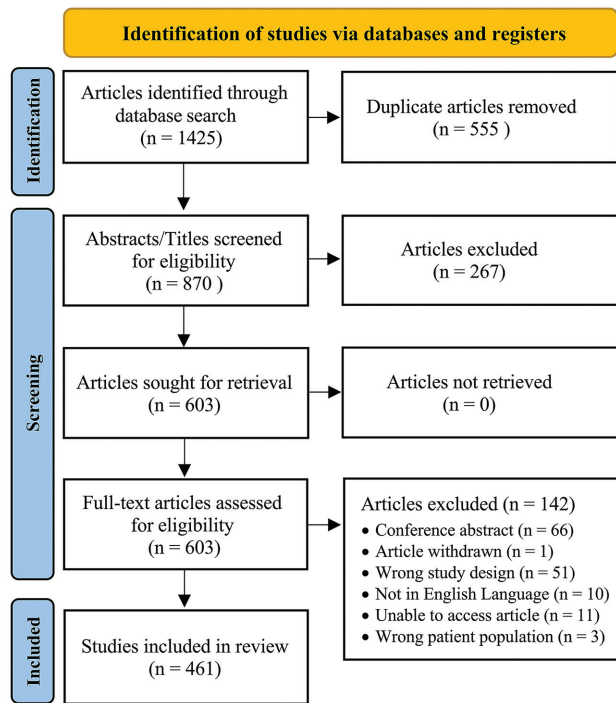 Identification of studies via databases and registers
Identification
Articles identified through
database search
(n = 1425)
Duplicate articles removed
(n = 555 )
Screening
Abstracts/Titles screened
for eligibility
(n = 870 )
Articles excluded
(n = 267)
Articles sought for retrieval
(n = 603)
Articles not retrieved
(n = 0)
Full-text articles assessed
for eligibility
(n = 603)
Articles excluded (n = 142)
• Conference abstract (n = 66)
• Article withdrawn (n = 1)
• Wrong study design (n = 51)
• Not in English Language (n = 10)
• Unable to access article (n = 11)
• Wrong patient population (n = 3)
Included
Studies included in review
(n = 461)